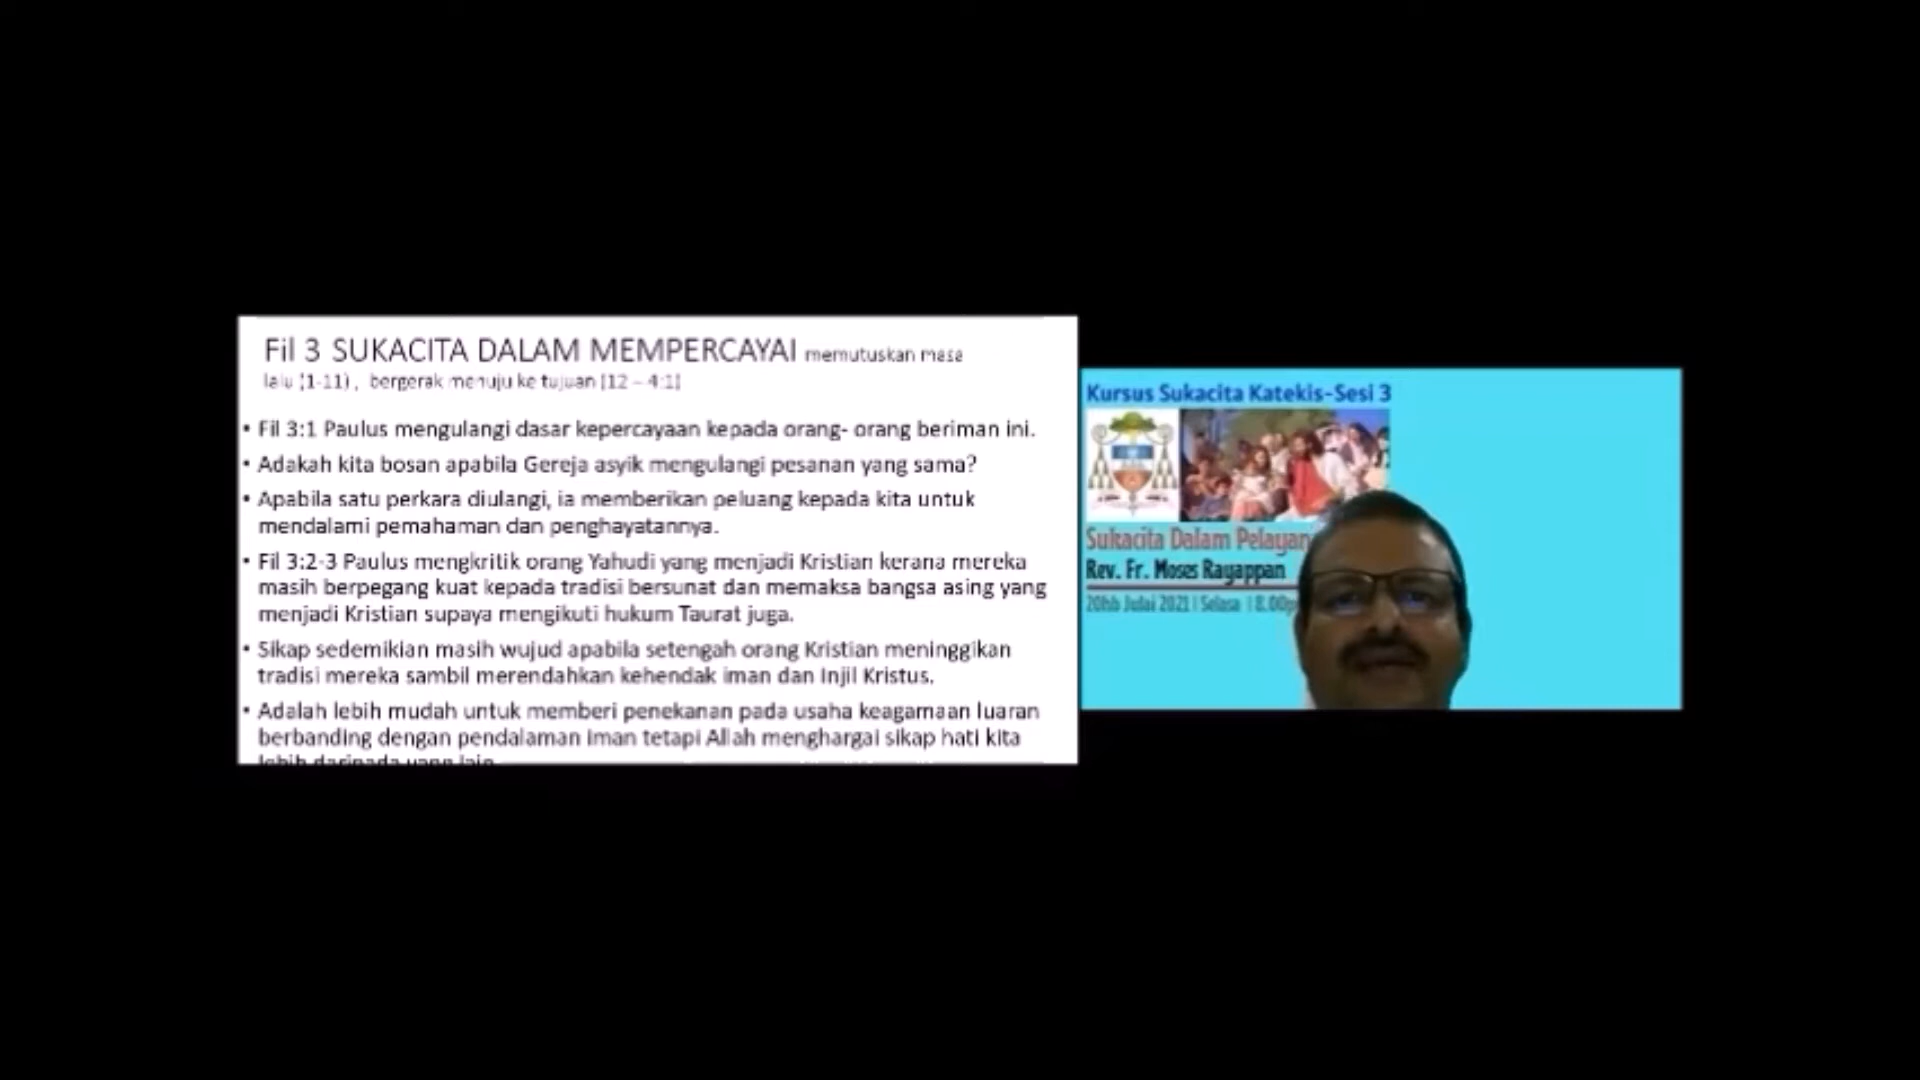 Fil 3 SUKACITA DALAM MEMPERCAYAI memutuskan masa
lalu (1-11) , bergerak menuju ke tujuan (12 – 4:1)
• Fil 3:1 Paulus mengulangi dasar kepercayaan kepada orang- orang beriman ini.
• Adakah kita bosan apabila Gereja asyik mengulangi pesanan yang sama?
• Apabila satu perkara diulangi, ia memberikan peluang kepada kita untuk
mendalami pemahaman dan penghayatannya.
• Fil 3:2-3 Paulus mengkritik orang Yahudi yang menjadi Kristian kerana mereka
masih berpegang kuat kepada tradisi bersunat dan memaksa bangsa asing yang
menjadi Kristian supaya mengikuti hukum Taurat juga.
• Sikap sedemikian masih wujud apabila setengah orang Kristian meninggikan
tradisi mereka sambil merendahkan kehendak iman dan Injil Kristus.
• Adalah lebih mudah untuk memberi penekanan pada usaha keagamaan luaran
berbanding dengan pendalaman iman tetapi Allah menghargai sikap hati kita
lebih daripada yang lain.
Kursus Sukacita Katekis-Sesi 3
Sukacita Dalam Pelayan
Rev. Fr. Moses Rayappan
20hb Julai 2021 | Selasa | 8.00p